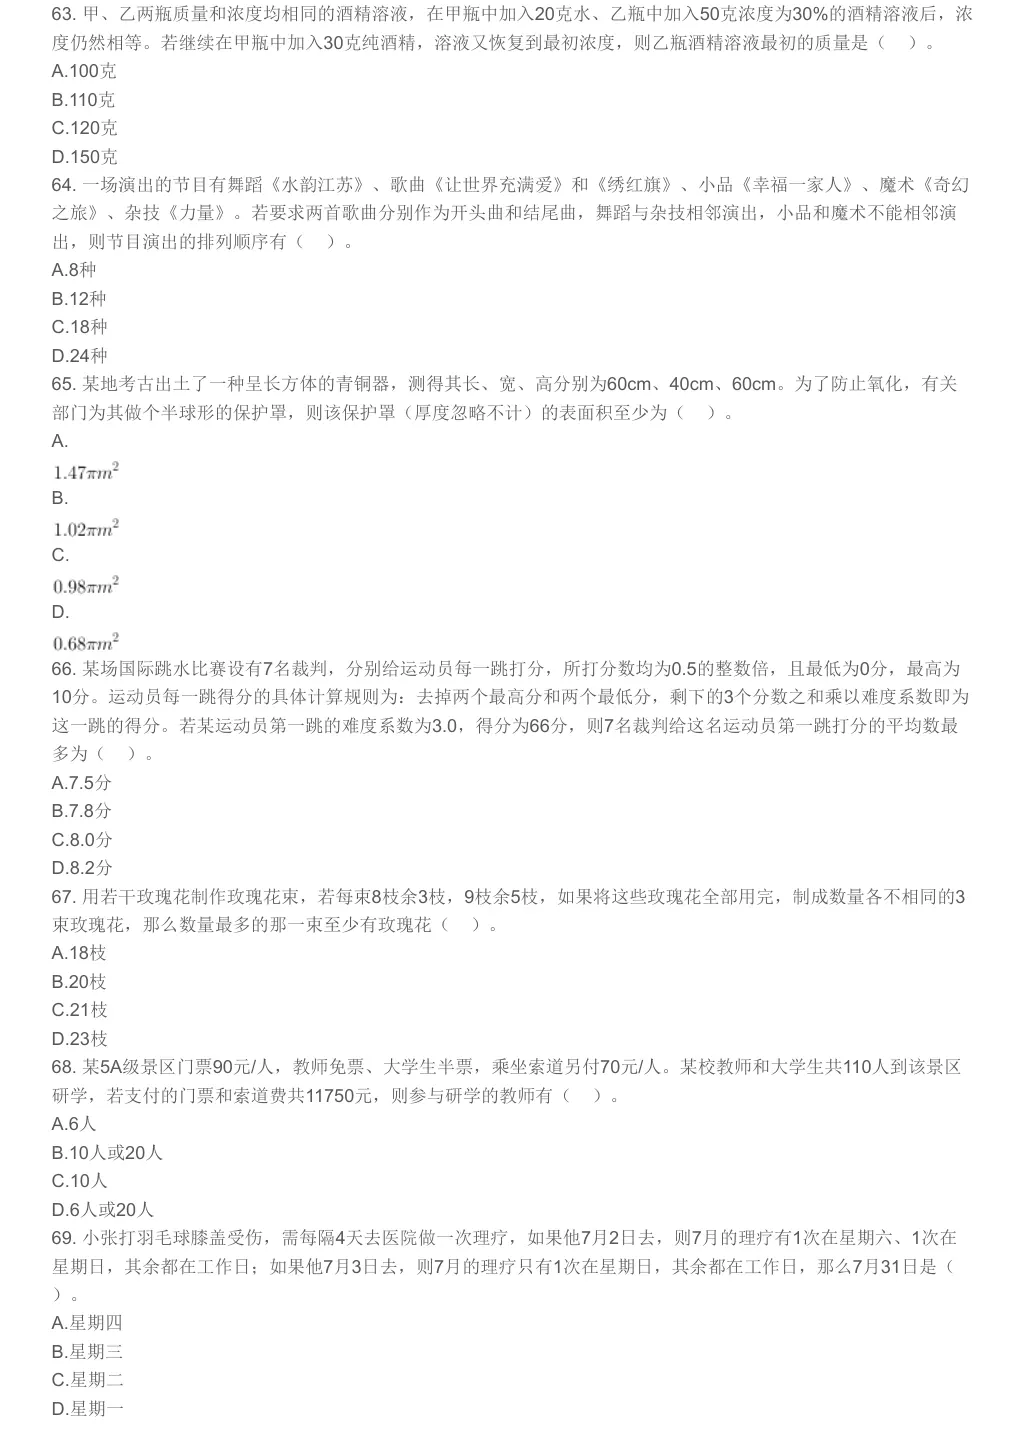 63. 甲、乙两瓶质量和浓度均相同的酒精溶液，在甲瓶中加入20克水、乙瓶中加入50克浓度为30%的酒精溶液后，浓
度仍然相等。若继续在甲瓶中加入30克纯酒精，溶液又恢复到最初浓度，则乙瓶酒精溶液最初的质量是（　）。
A.100克
B.110克
C.120克
D.150克
64. 一场演出的节目有舞蹈《水韵江苏》、歌曲《让世界充满爱》和《绣红旗》、小品《幸福一家人》、魔术《奇幻
之旅》、杂技《力量》。若要求两首歌曲分别作为开头曲和结尾曲，舞蹈与杂技相邻演出，小品和魔术不能相邻演
出，则节目演出的排列顺序有（　）。
A.8种
B.12种
C.18种
D.24种
65. 某地考古出土了一种呈长方体的青铜器，测得其长、宽、高分别为60cm、40cm、60cm。为了防止氧化，有关
部门为其做个半球形的保护罩，则该保护罩（厚度忽略不计）的表面积至少为（　）。
A.
1.47πm²
B.
1.02πm²
C.
0.98πm²
D.
0.68πm²
66. 某场国际跳水比赛设有7名裁判，分别给运动员每一跳打分，所打分数均为0.5的整数倍，且最低为0分，最高为
10分。运动员每一跳得分的具体计算规则为：去掉两个最高分和两个最低分，剩下的3个分数之和乘以难度系数即为
这一跳的得分。若某运动员第一跳的难度系数为3.0，得分为66分，则7名裁判给这名运动员第一跳打分的平均数最
多为（　）。
A.7.5分
B.7.8分
C.8.0分
D.8.2分
67. 用若干玫瑰花制作玫瑰花束，若每束8枝余3枝，9枝余5枝，如果将这些玫瑰花全部用完，制成数量各不相同的3
束玫瑰花，那么数量最多的那一束至少有玫瑰花（　）。
A.18枝
B.20枝
C.21枝
D.23枝
68. 某5A级景区门票90元/人，教师免票、大学生半票，乘坐索道另付70元/人。某校教师和大学生共110人到该景区
研学，若支付的门票和索道费共11750元，则参与研学的教师有（　）。
A.6人
B.10人或20人
C.10人
D.6人或20人
69. 小张打羽毛球膝盖受伤，需每隔4天去医院做一次理疗，如果他7月2日去，则7月的理疗有1次在星期六、1次在
星期日，其余都在工作日；如果他7月3日去，则7月的理疗只有1次在星期日，其余都在工作日，那么7月31日是（
）。
A.星期四
B.星期三
C.星期二
D.星期一